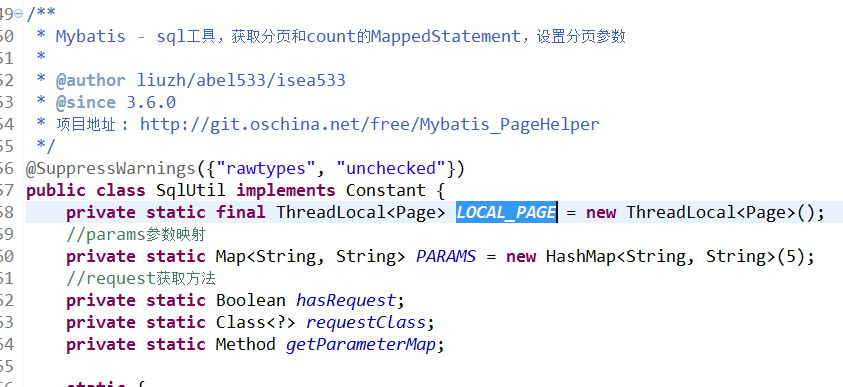 49 /**
50 * Mybatis - sql工具，获取分页和count的MappedStatement，设置分页参数
51 *
52 * @author liuzh/abel533/isea533
53 * @since 3.6.0
54 * 项目地址 : http://git.oschina.net/free/Mybatis_PageHelper
55 */
56 @SuppressWarnings({"rawtypes", "unchecked"})
57 public class SqlUtil implements Constant {
58 private static final ThreadLocal<Page> LOCAL_PAGE = new ThreadLocal<Page>();
59 //params参数映射
60 private static Map<String, String> PARAMS = new HashMap<String, String>(5);
61 //request获取方法
62 private static Boolean hasRequest;
63 private static Class<?> requestClass;
64 private static Method getParameterMap;
65
static {